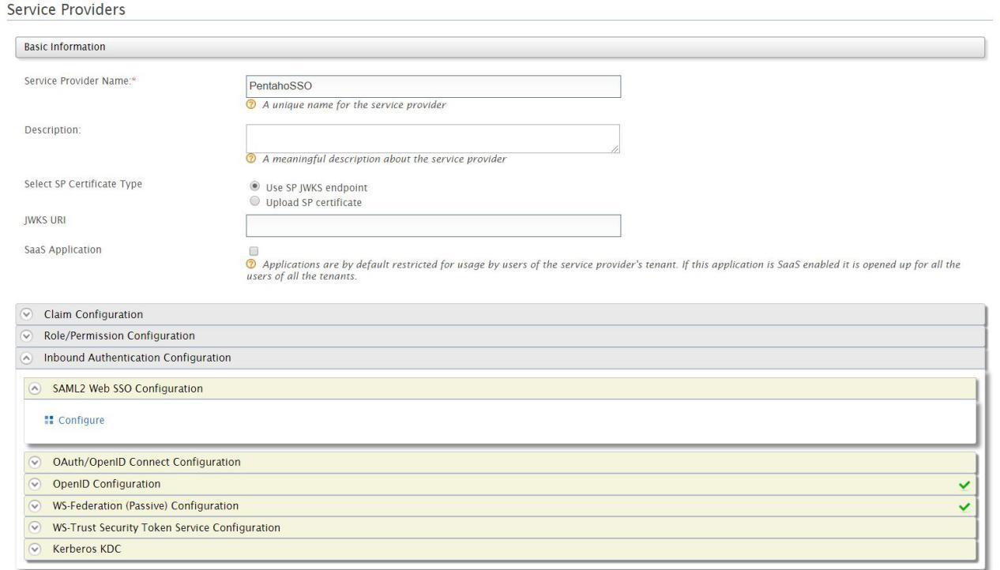 Service Providers
Basic Information
Service Provider Name:*
PentahoSSO
? A unique name for the service provider
Description:
? A meaningful description about the service provider
Select SP Certificate Type
Use SP JWKS endpoint
Upload SP certificate
JWKS URI
SaaS Application
? Applications are by default restricted for usage by users of the service provider's tenant. If this application is SaaS enabled it is opened up for all the
users of all the tenants.
Claim Configuration
Role/Permission Configuration
Inbound Authentication Configuration
SAML2 Web SSO Configuration
Configure
OAuth/OpenID Connect Configuration
OpenID Configuration
WS-Federation (Passive) Configuration
WS-Trust Security Token Service Configuration
Kerberos KDC